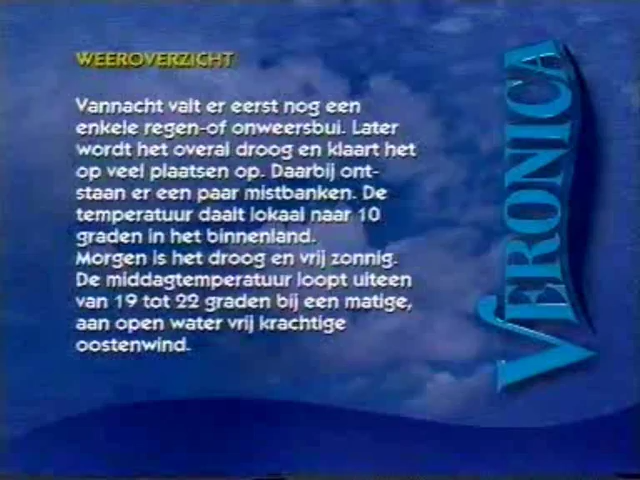 WEEROVERZICHT
Vannacht valt er eerst nog een
enkele regen-of onweersbui. Later
wordt het overal droog en klaart het
op veel plaatsen op. Daarbij ont-
staan er een paar mistbanken. De
temperatuur daalt lokaal naar 10
graden in het binnenland.
Morgen is het droog en vrij zonnig.
De middagtemperatuur loopt uiteen
van 19 tot 22 graden bij een matige,
aan open water vrij krachtige
oostenwind.
VERONICA